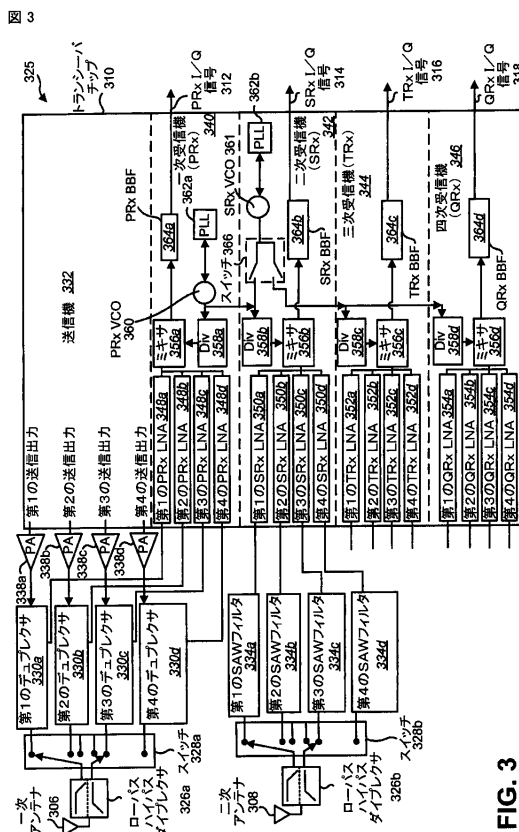 図 3
325
トランシーバ
チップ
310
送信機 332
第1の送信出力
第2の送信出力
第3の送信出力
第4の送信出力
PA
338a
PA
338b
PA
338c
PA
338d
第1のデュプレクサ
330a
第2のデュプレクサ
330b
第3のデュプレクサ
330c
第4のデュプレクサ
330d
スイッチ
328a
一次
アンテナ
306
ローパス
ハイパス
ダイプレクサ
326a
第1のPRx LNA 348a
第2のPRx LNA 348b
第3のPRx LNA 348c
第4のPRx LNA 348d
ミキサ
356a
Div
358a
PRx VCO
360
PRx BBF
364a
PLL
362a
二次受信機 340
(PRx)
PRx I/Q
信号 312
第1のSAWフィルタ
334a
第2のSAWフィルタ
334b
第3のSAWフィルタ
334c
第4のSAWフィルタ
334d
スイッチ
328b
二次
アンテナ
308
ローパス
ハイパス
ダイプレクサ
326b
第1のSRx LNA 350a
第2のSRx LNA 350b
第3のSRx LNA 350c
第4のSRx LNA 350d
Div
358b
ミキサ
356b
スイッチ366
SRx VCO 361
PLL
362b
364b
SRx BBF
二次受信機 342
(SRx)
SRx I/Q
信号 314
第1のTRx LNA 352a
第2のTRx LNA 352b
第3のTRx LNA 352c
第4のTRx LNA 352d
Div
358c
ミキサ
356c
364c
TRx BBF
三次受信機(TRx)
344
TRx I/Q
信号 316
第1のQRx LNA 354a
第2のQRx LNA 354b
第3のQRx LNA 354c
第4のQRx LNA 354d
Div
358d
ミキサ
356d
364d
QRx BBF
四次受信機 346
(QRx)
QRx I/Q
信号 318
FIG. 3